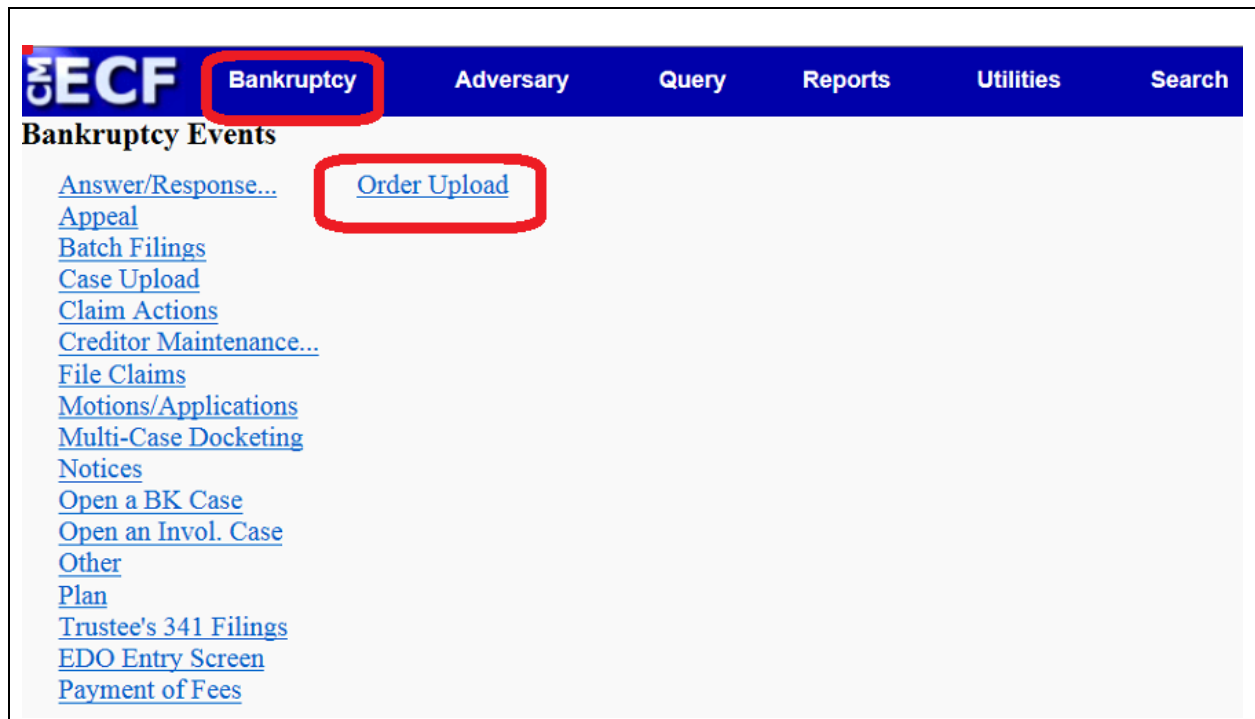 CM ECF Bankruptcy Adversary Query Reports Utilities Search
Bankruptcy Events
Answer/Response... Order Upload
Appeal
Batch Filings
Case Upload
Claim Actions
Creditor Maintenance...
File Claims
Motions/Applications
Multi-Case Docketing
Notices
Open a BK Case
Open an Invol. Case
Other
Plan
Trustee's 341 Filings
EDO Entry Screen
Payment of Fees